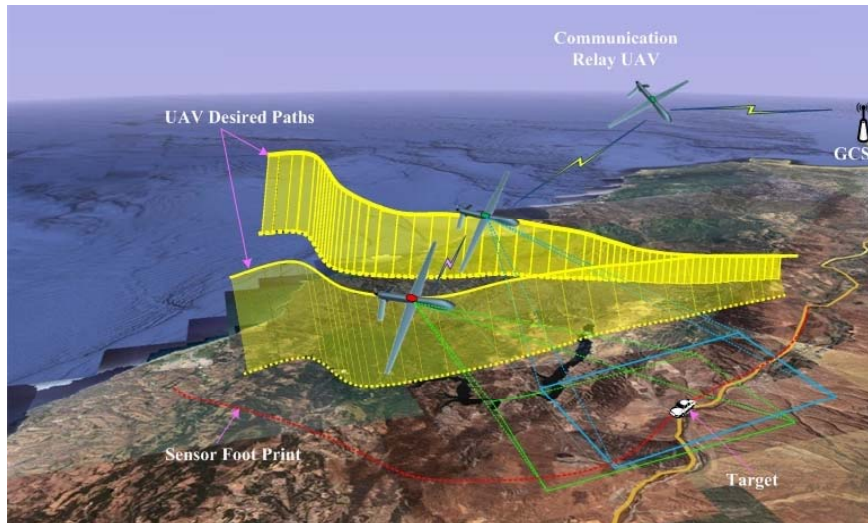 Communication
Relay UAV
UAV Desired Paths
GCS
Sensor Foot Print
Target